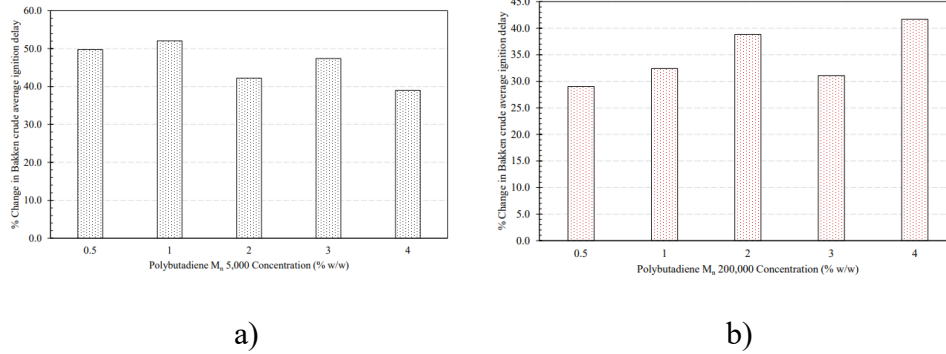 % Change in Bakken crude average ignition delay
60.0
50.0
40.0
30.0
20.0
10.0
0.0
0.5 1 2 3 4
Polybutadiene Mn 5,000 Concentration (% w/w)
a)
% Change in Bakken crude average ignition delay
45.0
40.0
35.0
30.0
25.0
20.0
15.0
10.0
5.0
0.0
0.5 1 2 3 4
Polybutadiene Mn 200,000 Concentration (% w/w)
b)